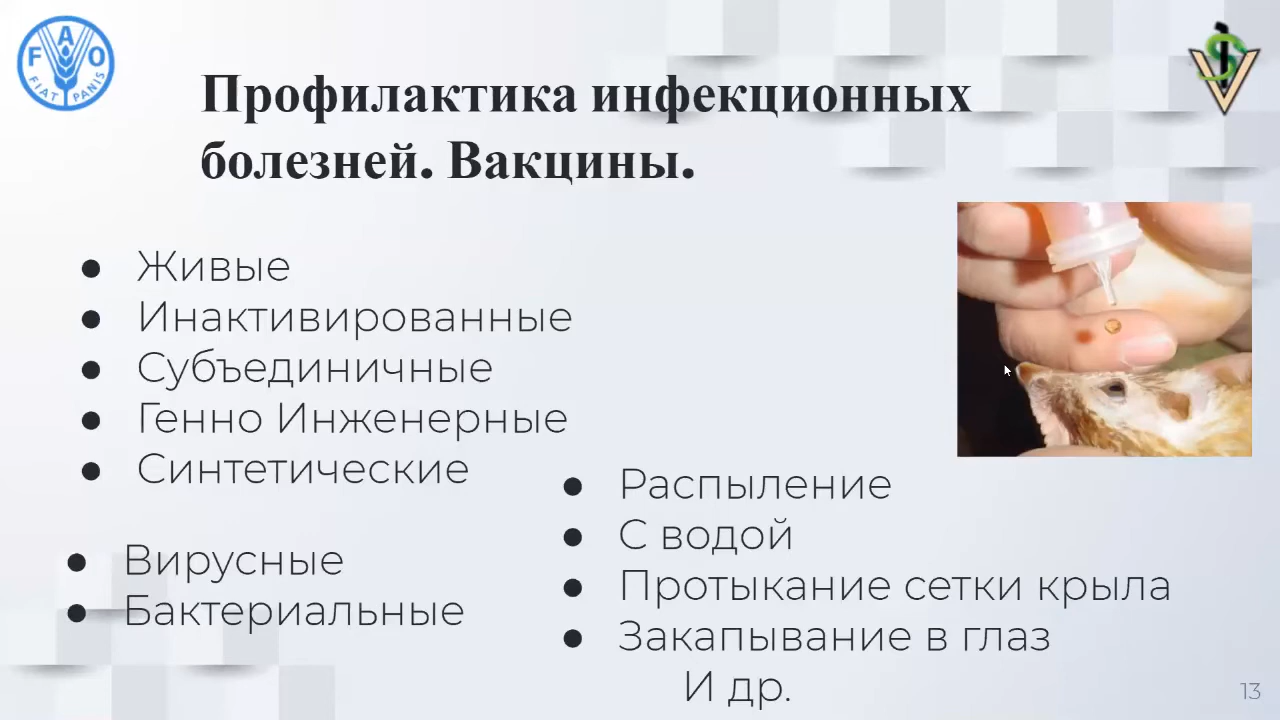 FAO
FIAT PANIS
Профилактика инфекционных
болезней. Вакцины.
● Живые
● Инактивированные
● Субъединичные
● Генно Инженерные
● Синтетические
● Вирусные
● Бактериальные
● Распыление
● С водой
● Протыкание сетки крыла
● Закапывание в глаз
И др.
13